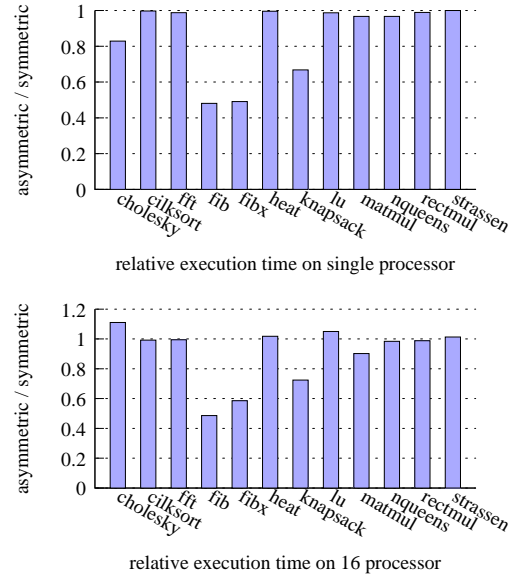 asymmetric / symmetric
1
0.8
0.6
0.4
0.2
0
cholesky
cilksort
fft
fib
fibx
heat
knapsack
lu
matmul
nqueens
rectmul
strassen
relative execution time on single processor
asymmetric / symmetric
1.2
1
0.8
0.6
0.4
0.2
0
cholesky
cilksort
fft
fib
fibx
heat
knapsack
lu
matmul
nqueens
rectmul
strassen
relative execution time on 16 processor